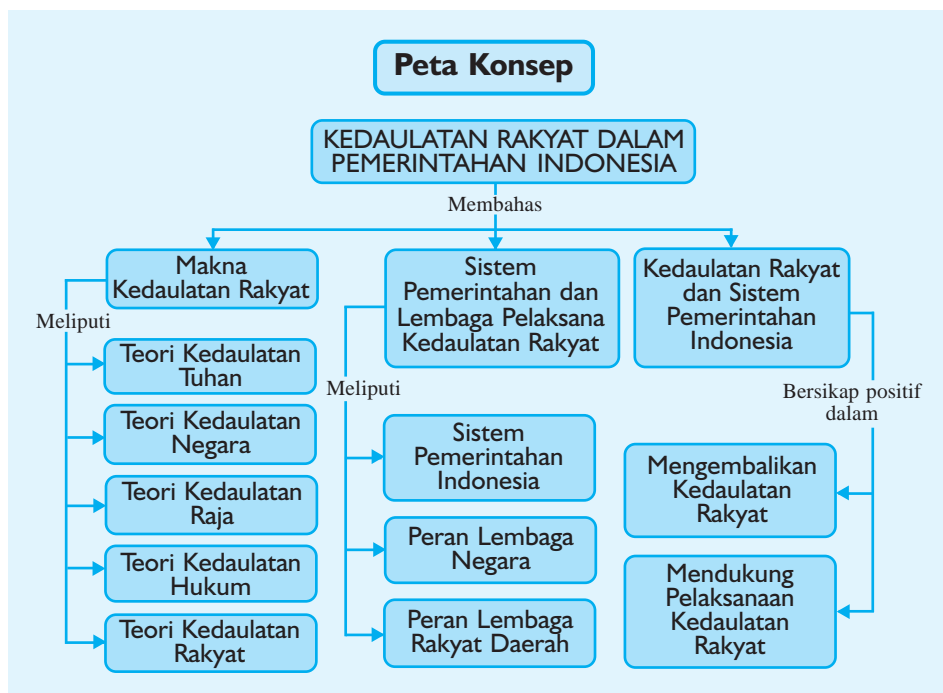 Peta Konsep
KEDAULATAN RAKYAT DALAM
PEMERINTAHAN INDONESIA
Membahas
Makna
Kedaulatan Rakyat
Meliputi
Teori Kedaulatan
Tuhan
Teori Kedaulatan
Negara
Teori Kedaulatan
Raja
Teori Kedaulatan
Hukum
Teori Kedaulatan
Rakyat
Sistem
Pemerintahan dan
Lembaga Pelaksana
Kedaulatan Rakyat
Meliputi
Sistem
Pemerintahan
Indonesia
Peran Lembaga
Negara
Peran Lembaga
Rakyat Daerah
Kedaulatan Rakyat
dan Sistem
Pemerintahan
Indonesia
Bersikap positif
dalam
Mengembalikan
Kedaulatan
Rakyat
Mendukung
Pelaksanaan
Kedaulatan
Rakyat